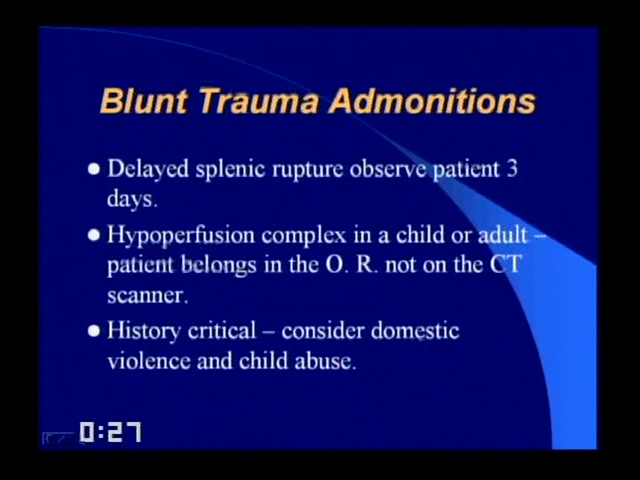 Blunt Trauma Admonitions
● Delayed splenic rupture observe patient 3
days.
● Hypoperfusion complex in a child or adult –
patient belongs in the O. R. not on the CT
scanner.
● History critical – consider domestic
violence and child abuse.
0:27